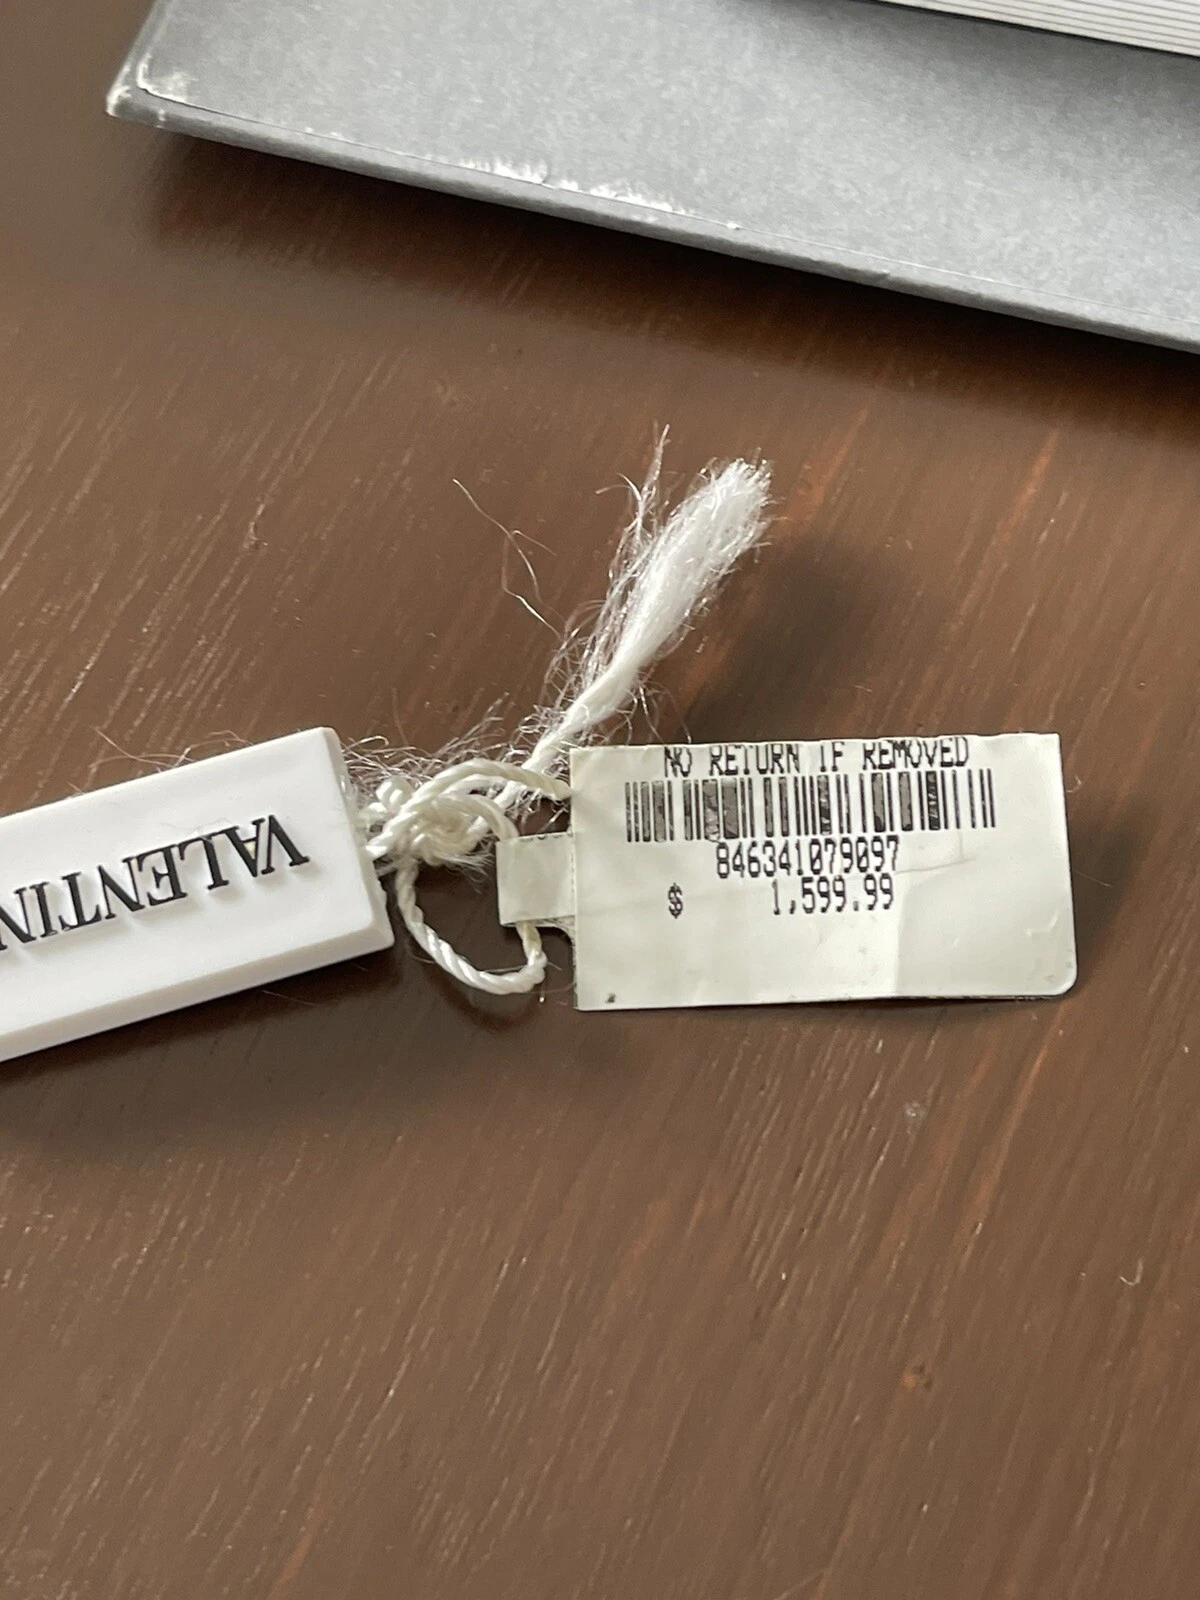 VALENTIN
NO RETURN IF REMOVED
846341079097
$ 1,599.99